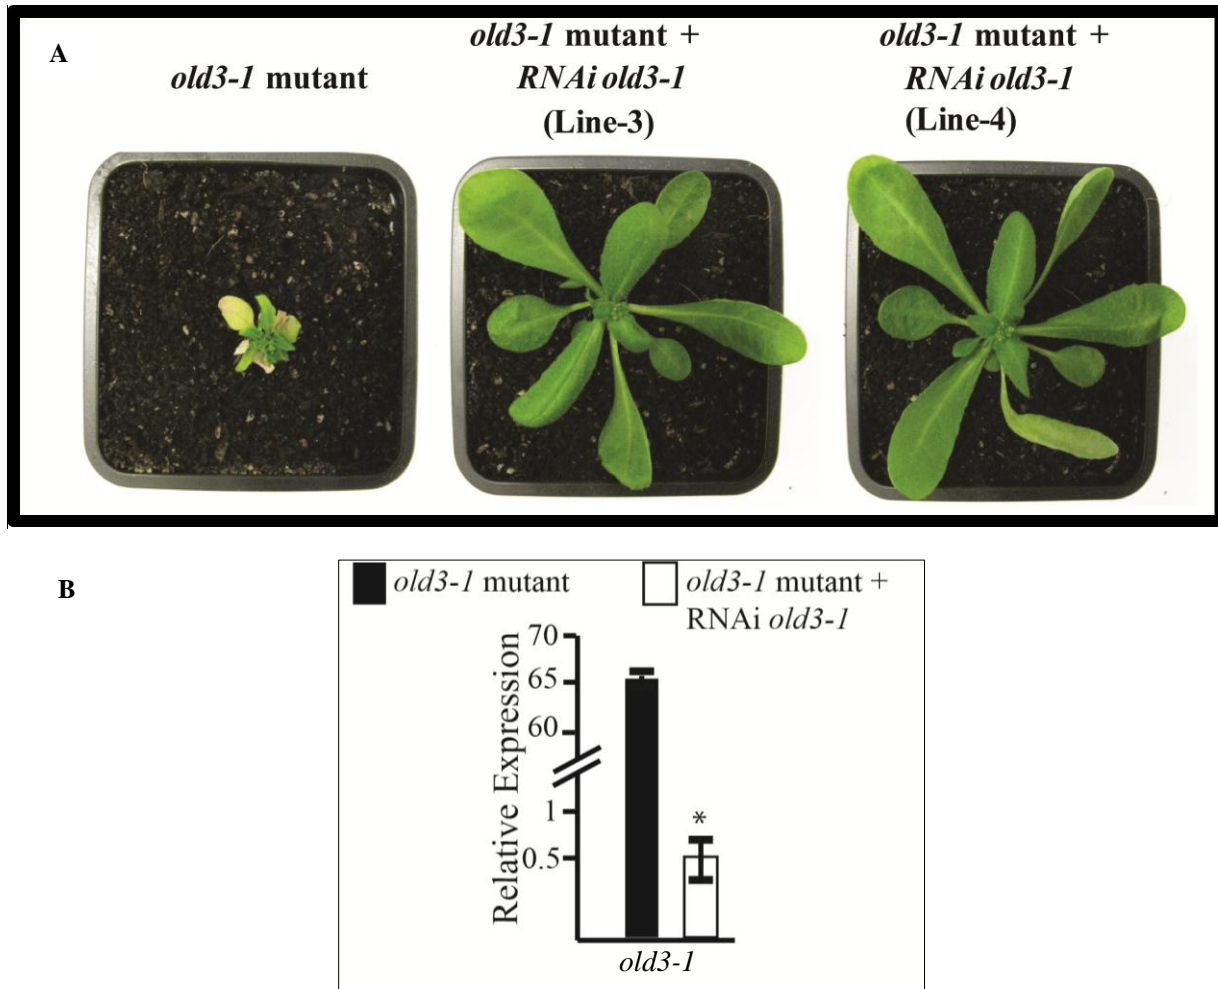 A
old3-1 mutant
old3-1 mutant +
RNAi old3-1
(Line-3)
old3-1 mutant +
RNAi old3-1
(Line-4)
B
old3-1 mutant
old3-1 mutant +
RNAi old3-1
Relative Expression
70
65
60
1
0.5
*
old3-1